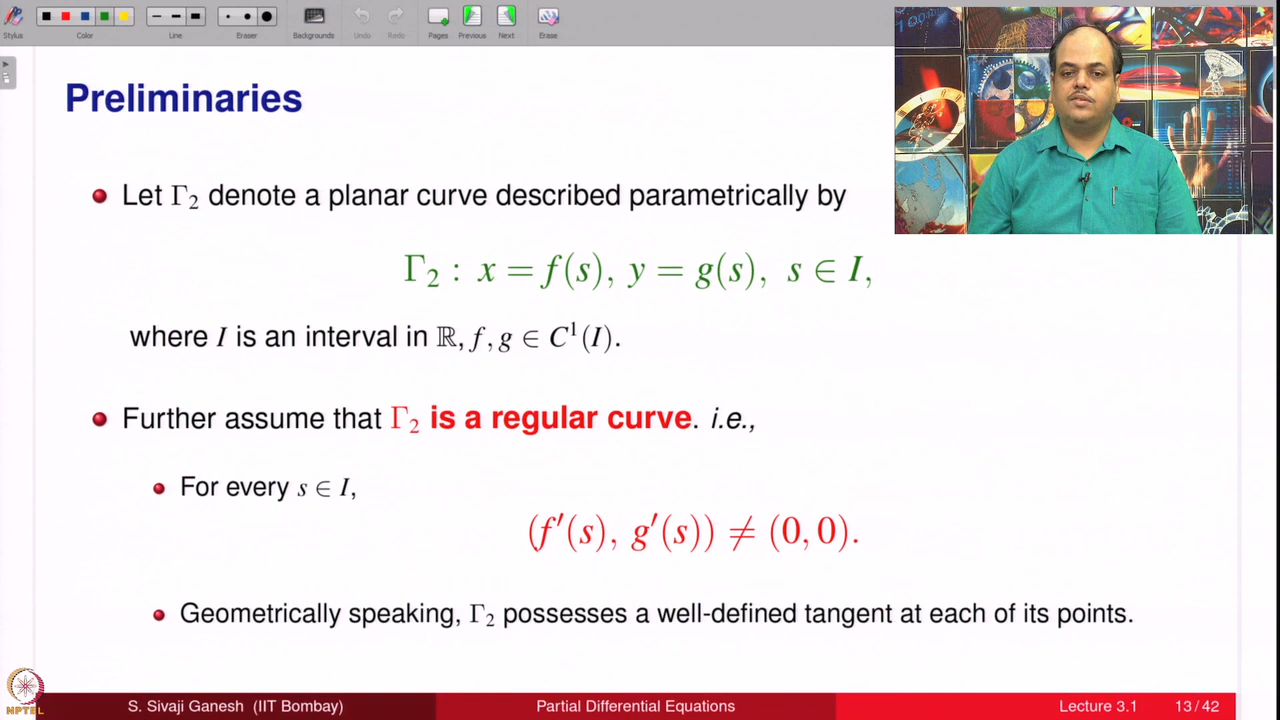 Stylus Color Line Eraser Backgrounds Undo Redo Pages Previous Next Erase
Preliminaries
Let Γ₂ denote a planar curve described parametrically by
Γ₂ : x = f(s), y = g(s), s ∈ I,
where I is an interval in ℝ, f, g ∈ C¹(I).
Further assume that Γ₂ is a regular curve. i.e.,
For every s ∈ I,
(f′(s), g′(s)) ≠ (0, 0).
Geometrically speaking, Γ₂ possesses a well-defined tangent at each of its points.
NPTEL
S. Sivaji Ganesh (IIT Bombay) Partial Differential Equations Lecture 3.1 13 / 42